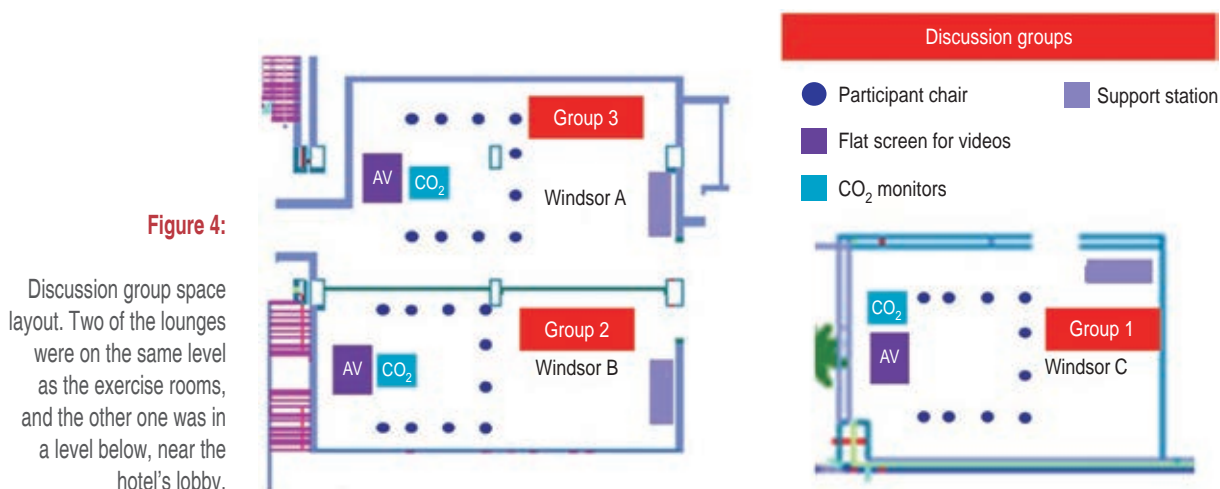 Figure 4:
Discussion group space
layout. Two of the lounges
were on the same level
as the exercise rooms,
and the other one was in
a level below, near the
hotel's lobby.
Group 3
AV
CO₂
Windsor A
Group 2
AV
CO₂
Windsor B
Discussion groups
Participant chair
Support station
Flat screen for videos
CO₂ monitors
CO₂
Group 1
AV
Windsor C